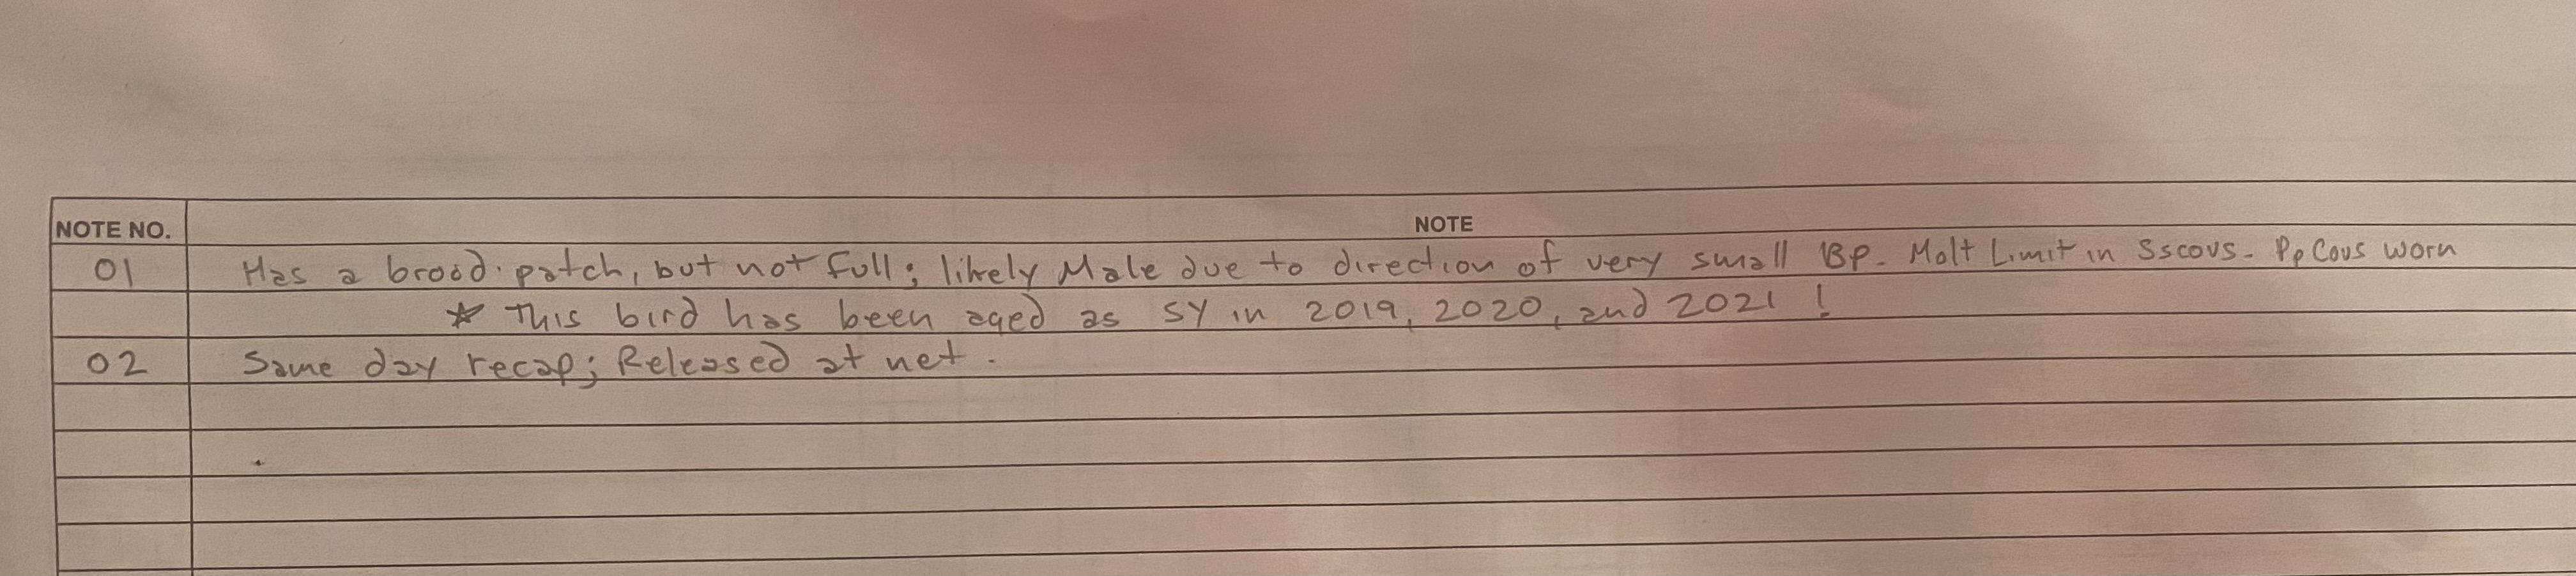 NOTE NO. NOTE
01 Has a brood patch, but not full; likely Male due to direction of very small BP. Molt Limit in Sscovs. PpCovs worn
* This bird has been aged as SY in 2019, 2020, and 2021 !
02 Same day recap; Released at net.